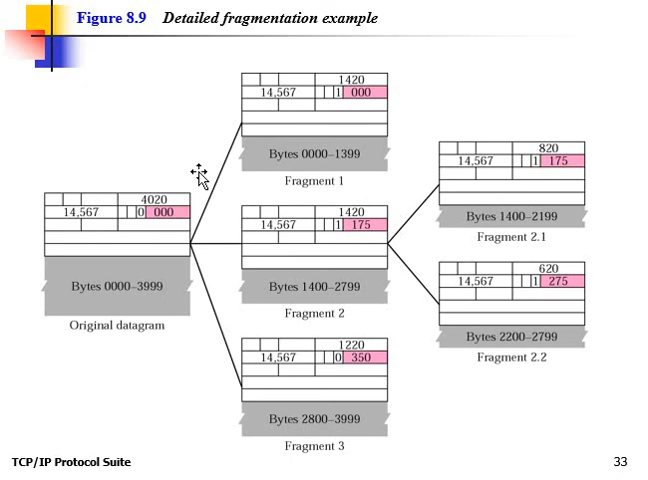 Figure 8.9 Detailed fragmentation example
1420
14,567 1 000
Bytes 0000–1399
Fragment 1
4020
14,567 0 000
Bytes 0000–3999
Original datagram
1420
14,567 1 175
Bytes 1400–2799
Fragment 2
820
14,567 1 175
Bytes 1400–2199
Fragment 2.1
620
14,567 1 275
Bytes 2200–2799
Fragment 2.2
1220
14,567 0 350
Bytes 2800–3999
Fragment 3
TCP/IP Protocol Suite 33